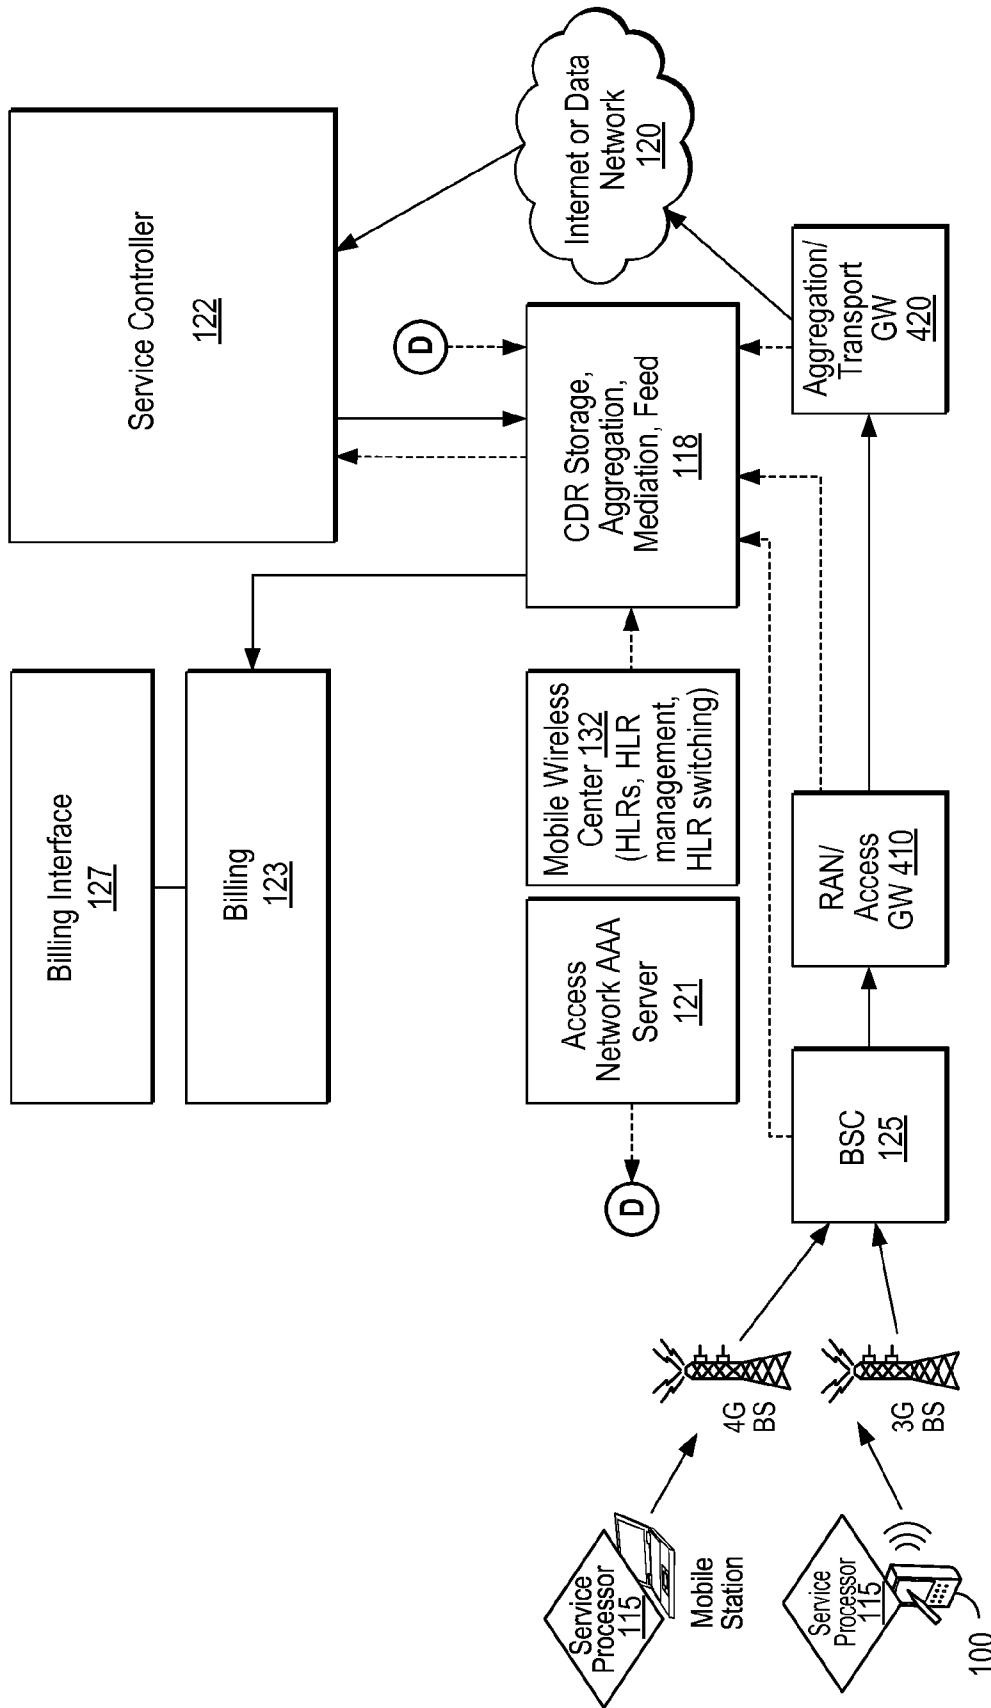 Billing Interface
127
Billing
123
Service Controller
122
D
Access
Network AAA
Server
121
D
Mobile Wireless
Center 132
(HLRs, HLR
management,
HLR switching)
CDR Storage,
Aggregation,
Mediation, Feed
118
Internet or Data
Network
120
Service
Processor
115
Mobile
Station
4G
BS
Service
Processor
115
100
3G
BS
BSC
125
RAN/
Access
GW 410
Aggregation/
Transport
GW
420